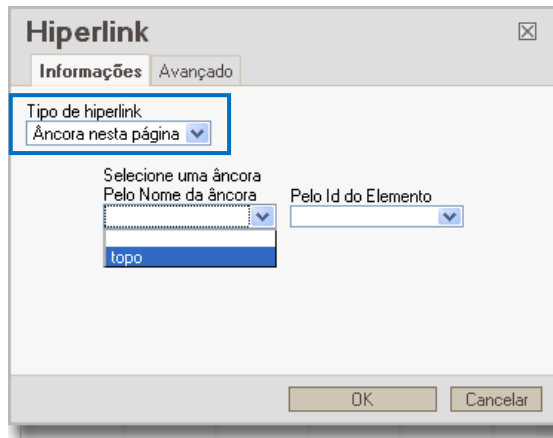 Hiperlink
Informações Avançado
Tipo de hiperlink
Âncora nesta página
Selecione uma âncora
Pelo Nome da âncora Pelo Id do Elemento
topo
OK Cancelar